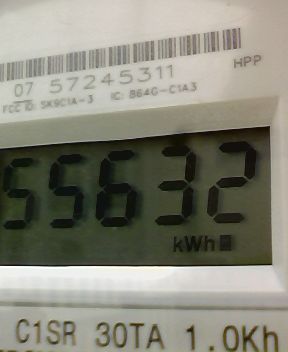 07 57245311
HPP
FCC ID: SK9C1A-3 IC: 864G-C1A3
55632
kWh
C1SR 30TA 1.0Kh